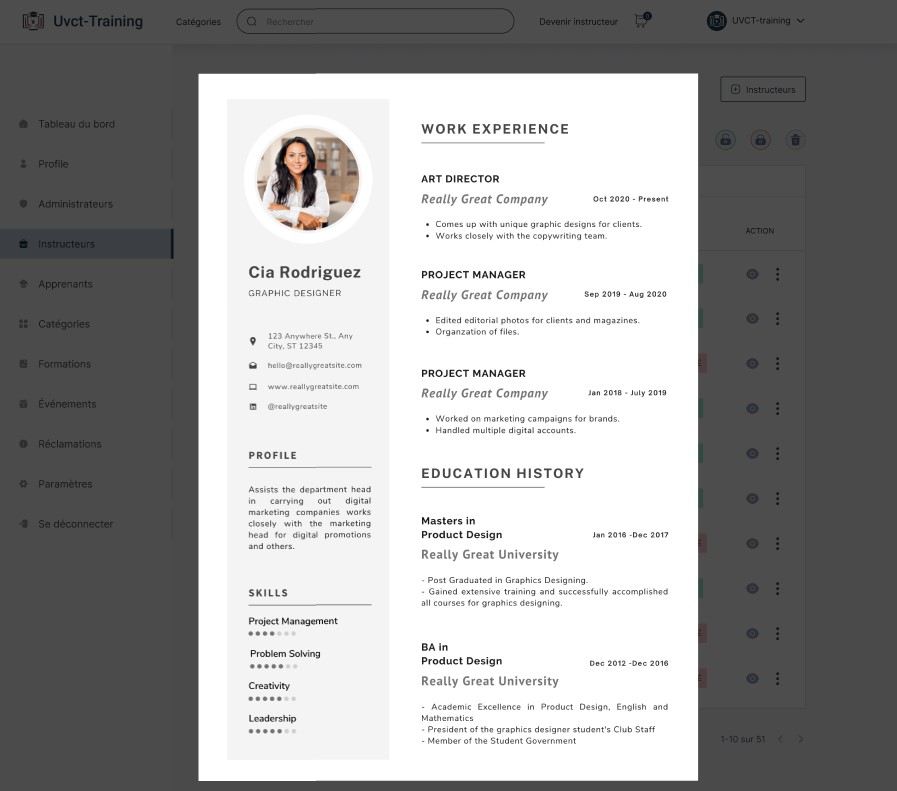 Uvct-Training
Catégories
Rechercher
Devenir instructeur
0
UVCT-training
Instructeurs
Tableau du bord
Profile
Administrateurs
Instructeurs
Apprenants
Catégories
Formations
Événements
Réclamations
Paramètres
Se déconnecter
ACTION
1-10 sur 51
Cia Rodriguez
GRAPHIC DESIGNER
123 Anywhere St., Any
City, ST 12345
hello@reallygreatsite.com
www.reallygreatsite.com
@reallygreatsite
PROFILE
Assists the department head
in carrying out digital
marketing companies works
closely with the marketing
head for digital promotions
and others.
SKILLS
Project Management
Problem Solving
Creativity
Leadership
WORK EXPERIENCE
ART DIRECTOR
Really Great Company
Oct 2020 - Present
• Comes up with unique graphic designs for clients.
• Works closely with the copywriting team.
PROJECT MANAGER
Really Great Company
Sep 2019 - Aug 2020
• Edited editorial photos for clients and magazines.
• Organzation of files.
PROJECT MANAGER
Really Great Company
Jan 2018 - July 2019
• Worked on marketing campaigns for brands.
• Handled multiple digital accounts.
EDUCATION HISTORY
Masters in
Product Design
Jan 2016 -Dec 2017
Really Great University
- Post Graduated in Graphics Designing.
- Gained extensive training and successfully accomplished
all courses for graphics designing.
BA in
Product Design
Dec 2012 -Dec 2016
Really Great University
- Academic Excellence in Product Design, English and
Mathematics
- President of the graphics designer student's Club Staff
- Member of the Student Government